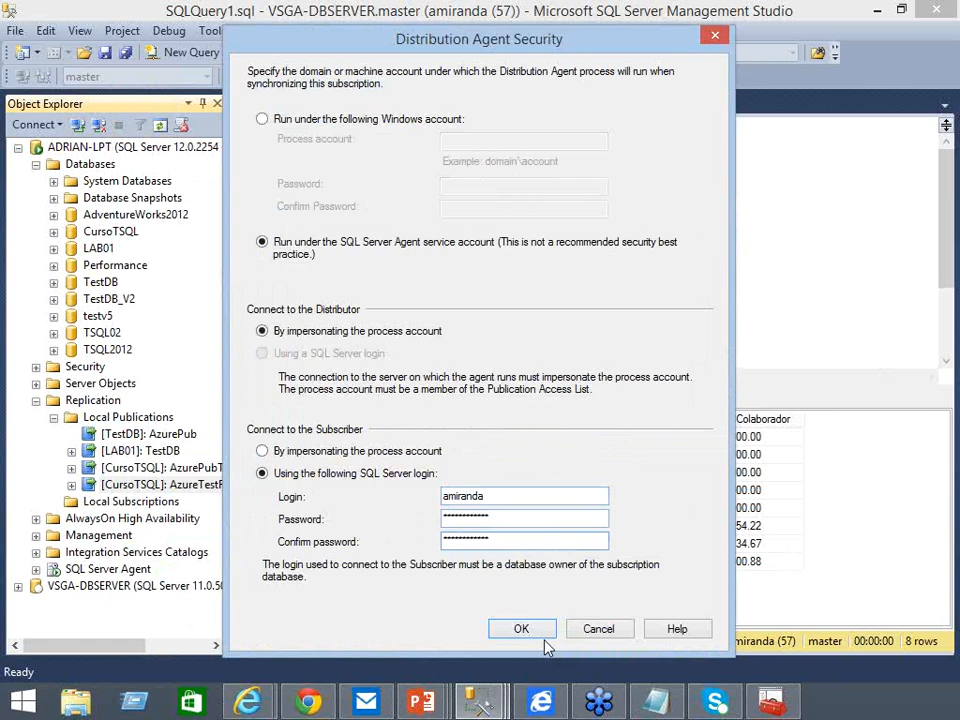 SQLQuery1.sql - VSGA-DBSERVER.master (amiranda (57)) - Microsoft SQL Server Management Studio
File Edit View Project Debug Tool
New Query
master
Distribution Agent Security
Specify the domain or machine account under which the Distribution Agent process will run when
synchronizing this subscription.
Run under the following Windows account:
Process account:
Example: domain\account
Password:
Confirm Password:
Run under the SQL Server Agent service account (This is not a recommended security best
practice.)
Connect to the Distributor
By impersonating the process account
Using a SQL Server login
The connection to the server on which the agent runs must impersonate the process account.
The process account must be a member of the Publication Access List.
Connect to the Subscriber
By impersonating the process account
Using the following SQL Server login:
Login: amiranda
Password: ************
Confirm password: ************
The login used to connect to the Subscriber must be a database owner of the subscription
database.
OK Cancel Help
Object Explorer
Connect
ADRIAN-LPT (SQL Server 12.0.2254
Databases
System Databases
Database Snapshots
AdventureWorks2012
CursoTSQL
LAB01
Performance
TestDB
TestDB_V2
testv5
TSQL02
TSQL2012
Security
Server Objects
Replication
Local Publications
[TestDB]: AzurePub
[LAB01]: TestDB
[CursoTSQL]: AzurePubT
[CursoTSQL]: AzureTestF
Local Subscriptions
AlwaysOn High Availability
Management
Integration Services Catalogs
SQL Server Agent
VSGA-DBSERVER (SQL Server 11.0.50
Colaborador
00.00
00.00
00.00
00.00
00.00
54.22
34.67
00.88
miranda (57) master 00:00:00 8 rows
Ready